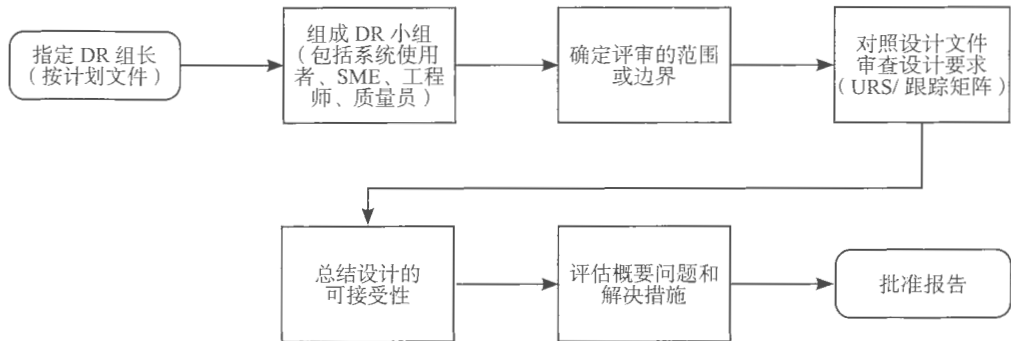 指定 DR 组长
（按计划文件）
组成 DR 小组
（包括系统使用
者、SME、工程
师、质量员）
确定评审的范围
或边界
对照设计文件
审查设计要求
（URS/ 跟踪矩阵）
总结设计的
可接受性
评估概要问题和
解决措施
批准报告